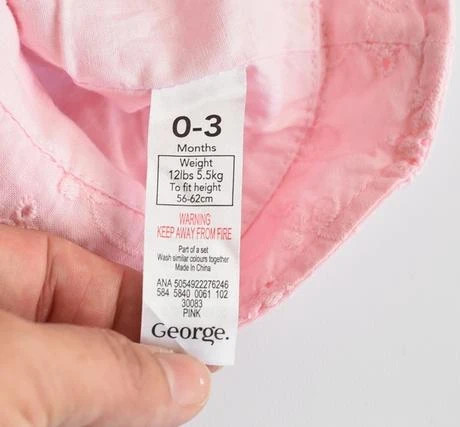 0-3
Months
Weight
12lbs 5.5kg
To fit height
56-62cm
WARNING
KEEP AWAY FROM FIRE
Part of a set
Wash similar colours together
Made In China
ANA 5054922276246
584 5840 0061 102
30083
PINK
George.